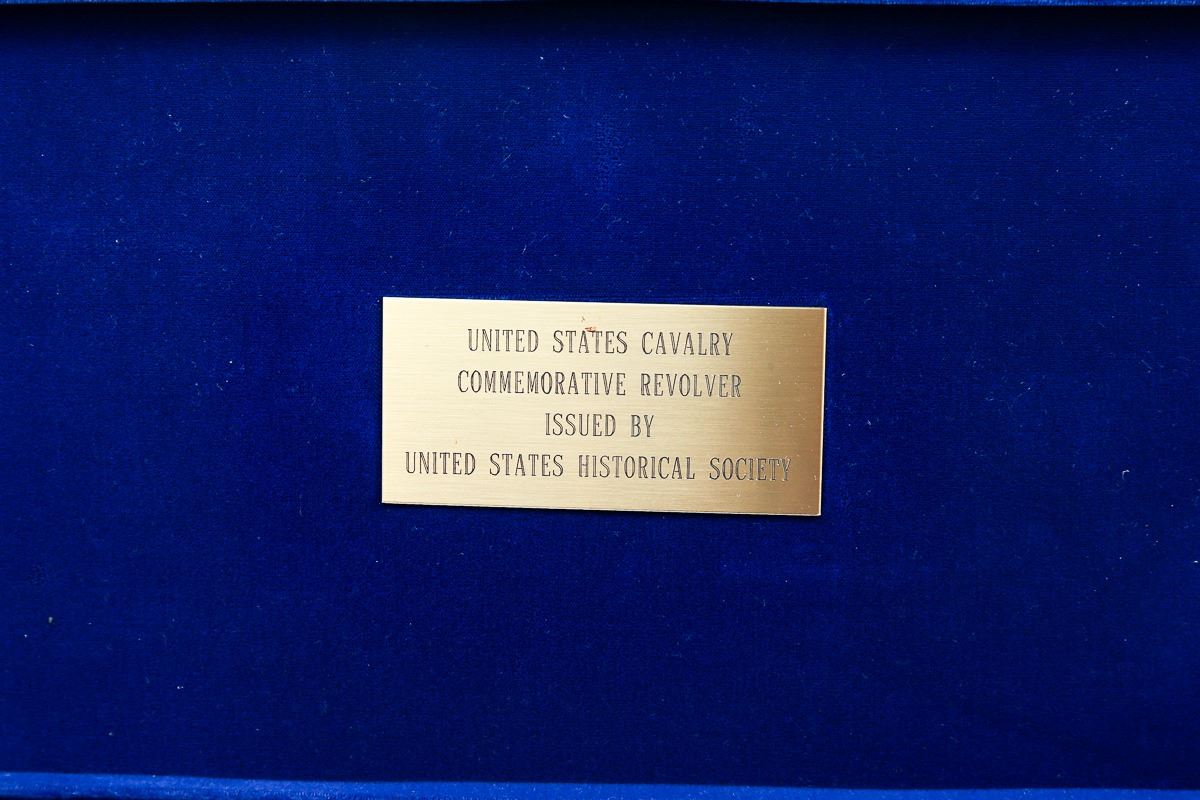 UNITED STATES CAVALRY
COMMEMORATIVE REVOLVER
ISSUED BY
UNITED STATES HISTORICAL SOCIETY